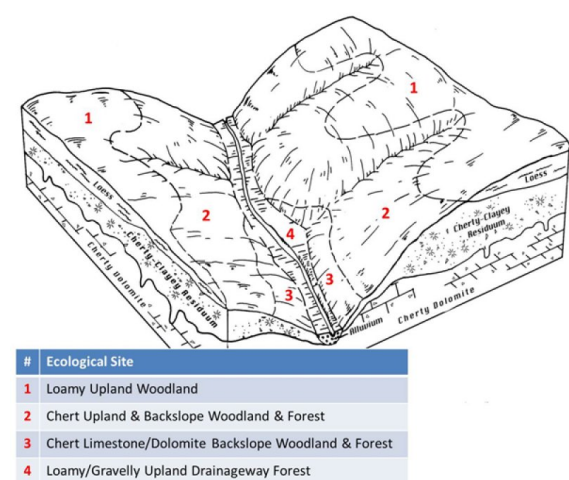 1
1
Loess
Loess
2
2
Cherty-Clayey
Residuum
4
Cherty-Clayey Residuum
3
3
Cherty Dolomite
Cherty Dolomite
Alluvium
# Ecological Site
1 Loamy Upland Woodland
2 Chert Upland & Backslope Woodland & Forest
3 Chert Limestone/Dolomite Backslope Woodland & Forest
4 Loamy/Gravelly Upland Drainageway Forest